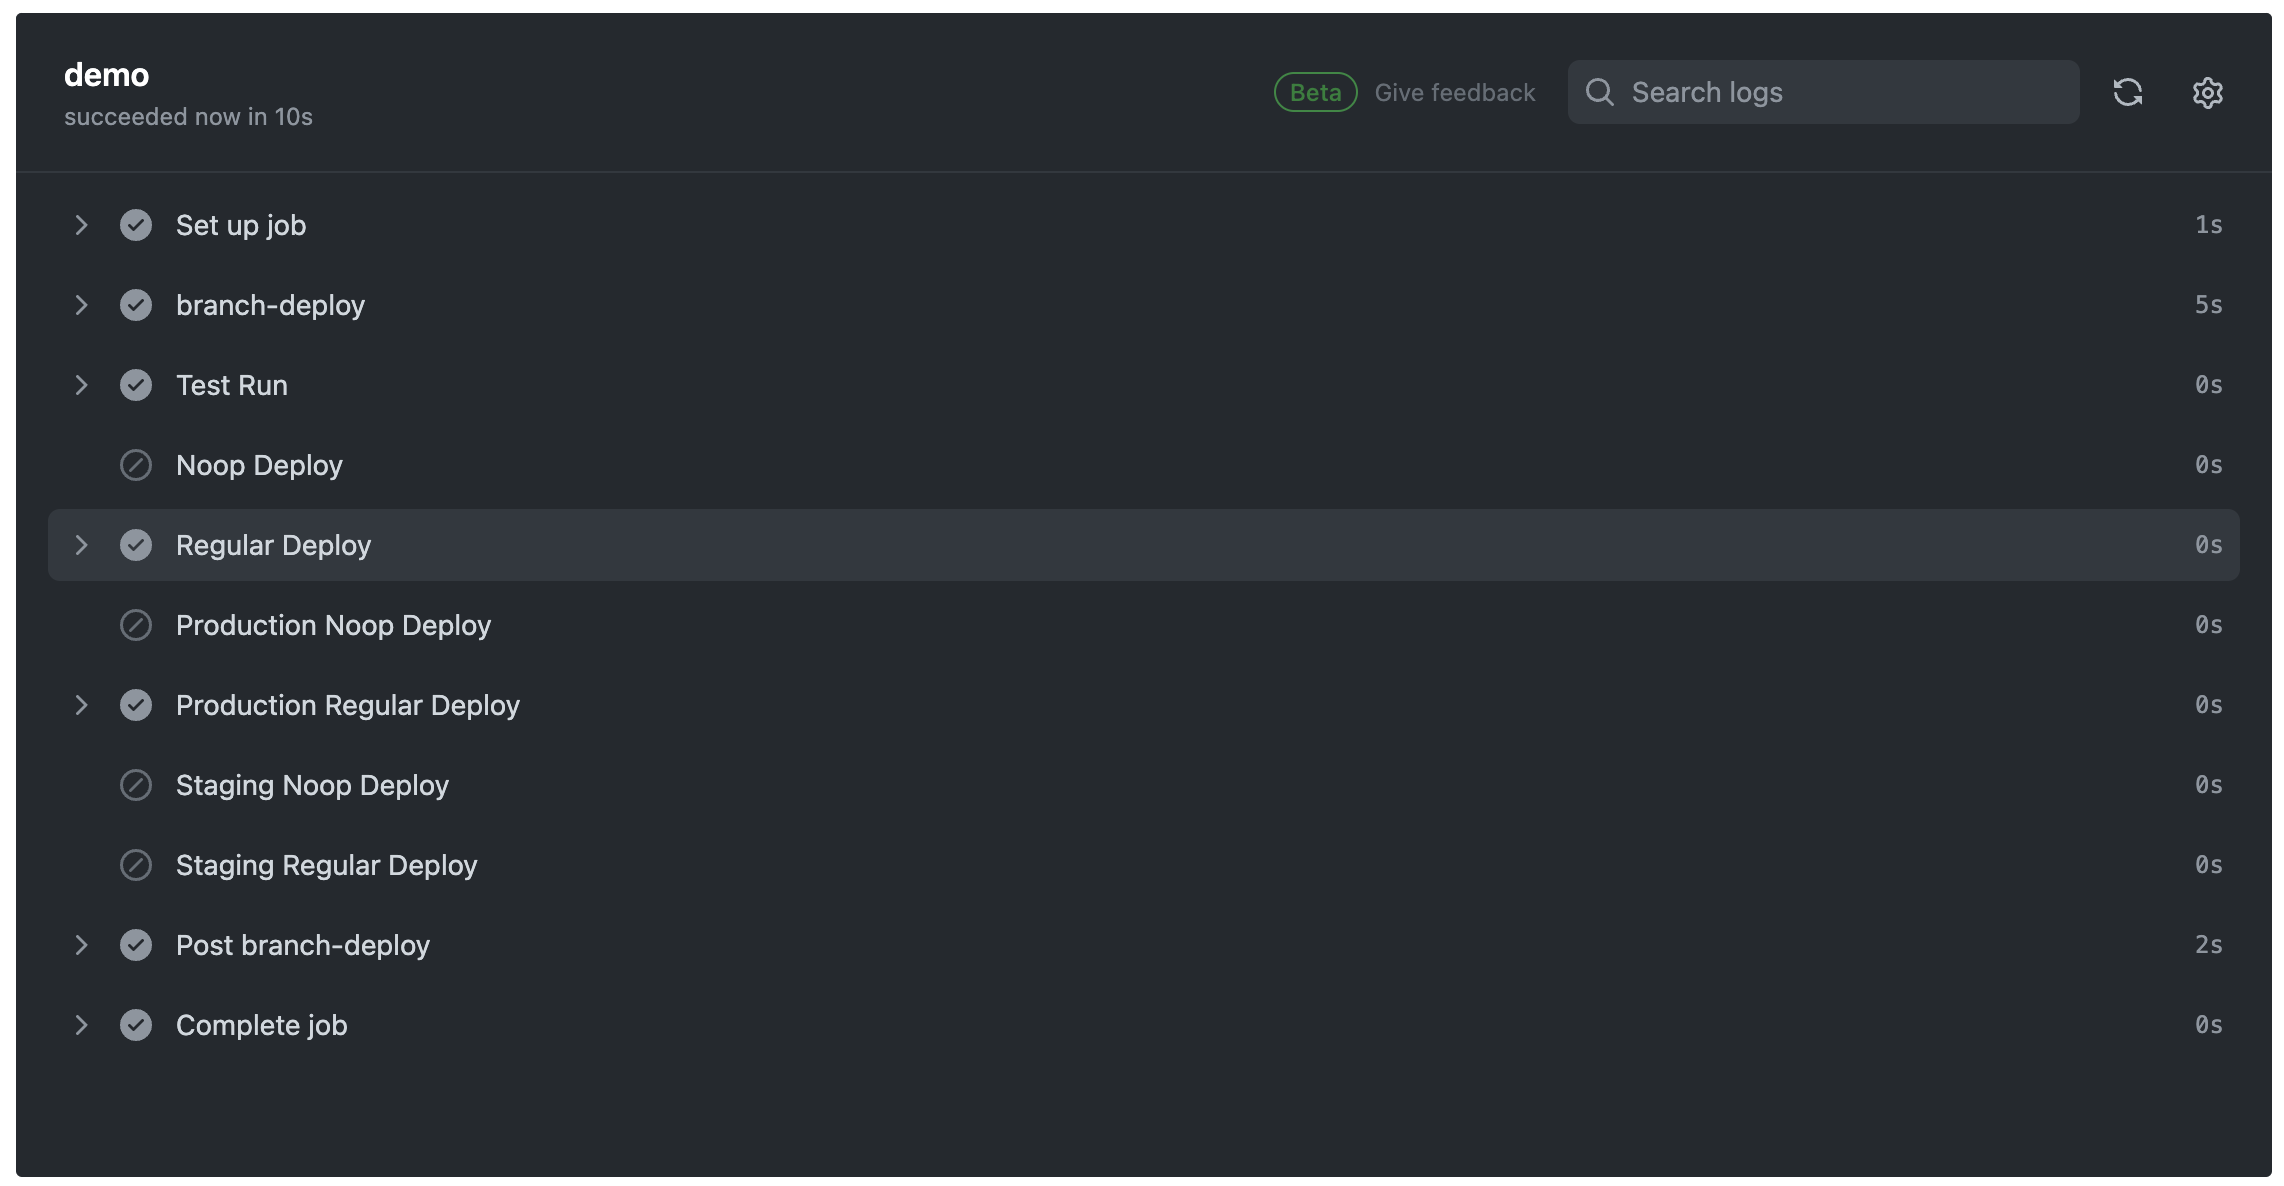 demo
succeeded now in 10s
Beta Give feedback Search logs
Set up job 1s
branch-deploy 5s
Test Run 0s
Noop Deploy 0s
Regular Deploy 0s
Production Noop Deploy 0s
Production Regular Deploy 0s
Staging Noop Deploy 0s
Staging Regular Deploy 0s
Post branch-deploy 2s
Complete job 0s